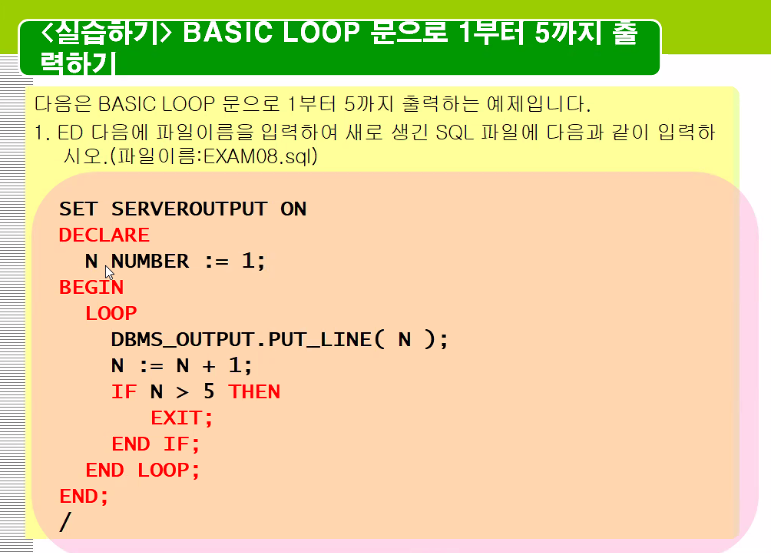 <실습하기> BASIC LOOP 문으로 1부터 5까지 출
력하기
다음은 BASIC LOOP 문으로 1부터 5까지 출력하는 예제입니다.
1. ED 다음에 파일이름을 입력하여 새로 생긴 SQL 파일에 다음과 같이 입력하
시오.(파일이름:EXAM08.sql)
SET SERVEROUTPUT ON
DECLARE
N NUMBER := 1;
BEGIN
LOOP
DBMS_OUTPUT.PUT_LINE( N );
N := N + 1;
IF N > 5 THEN
EXIT;
END IF;
END LOOP;
END;
/